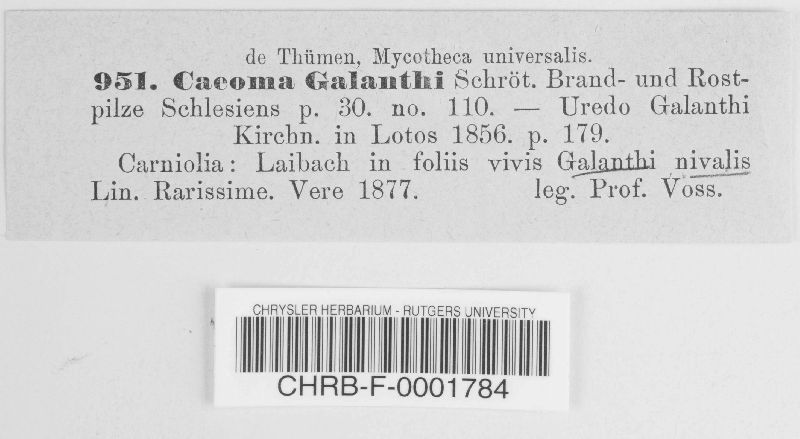 de Thümen, Mycotheca universalis.
951. Caeoma Galanthi Schröt. Brand- und Rost-
pilze Schlesiens p. 30. no. 110. — Uredo Galanthi
Kirchn. in Lotos 1856. p. 179.
Carniolia: Laibach in foliis vivis Galanthi nivalis
Lin. Rarissime. Vere 1877. leg. Prof. Voss.
CHRYSLER HERBARIUM - RUTGERS UNIVERSITY
CHRB-F-0001784